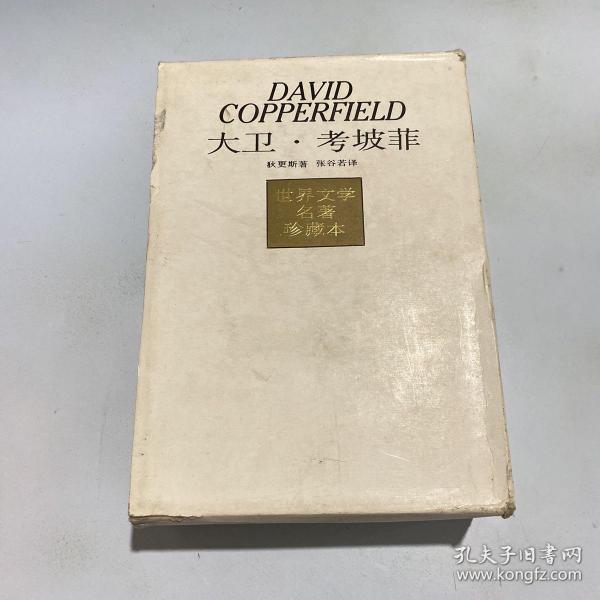 DAVID
COPPERFIELD
大卫·考坡菲
狄更斯著 张谷若译
世界文学
名著
珍藏本
孔夫子旧书网
www.kongfz.com